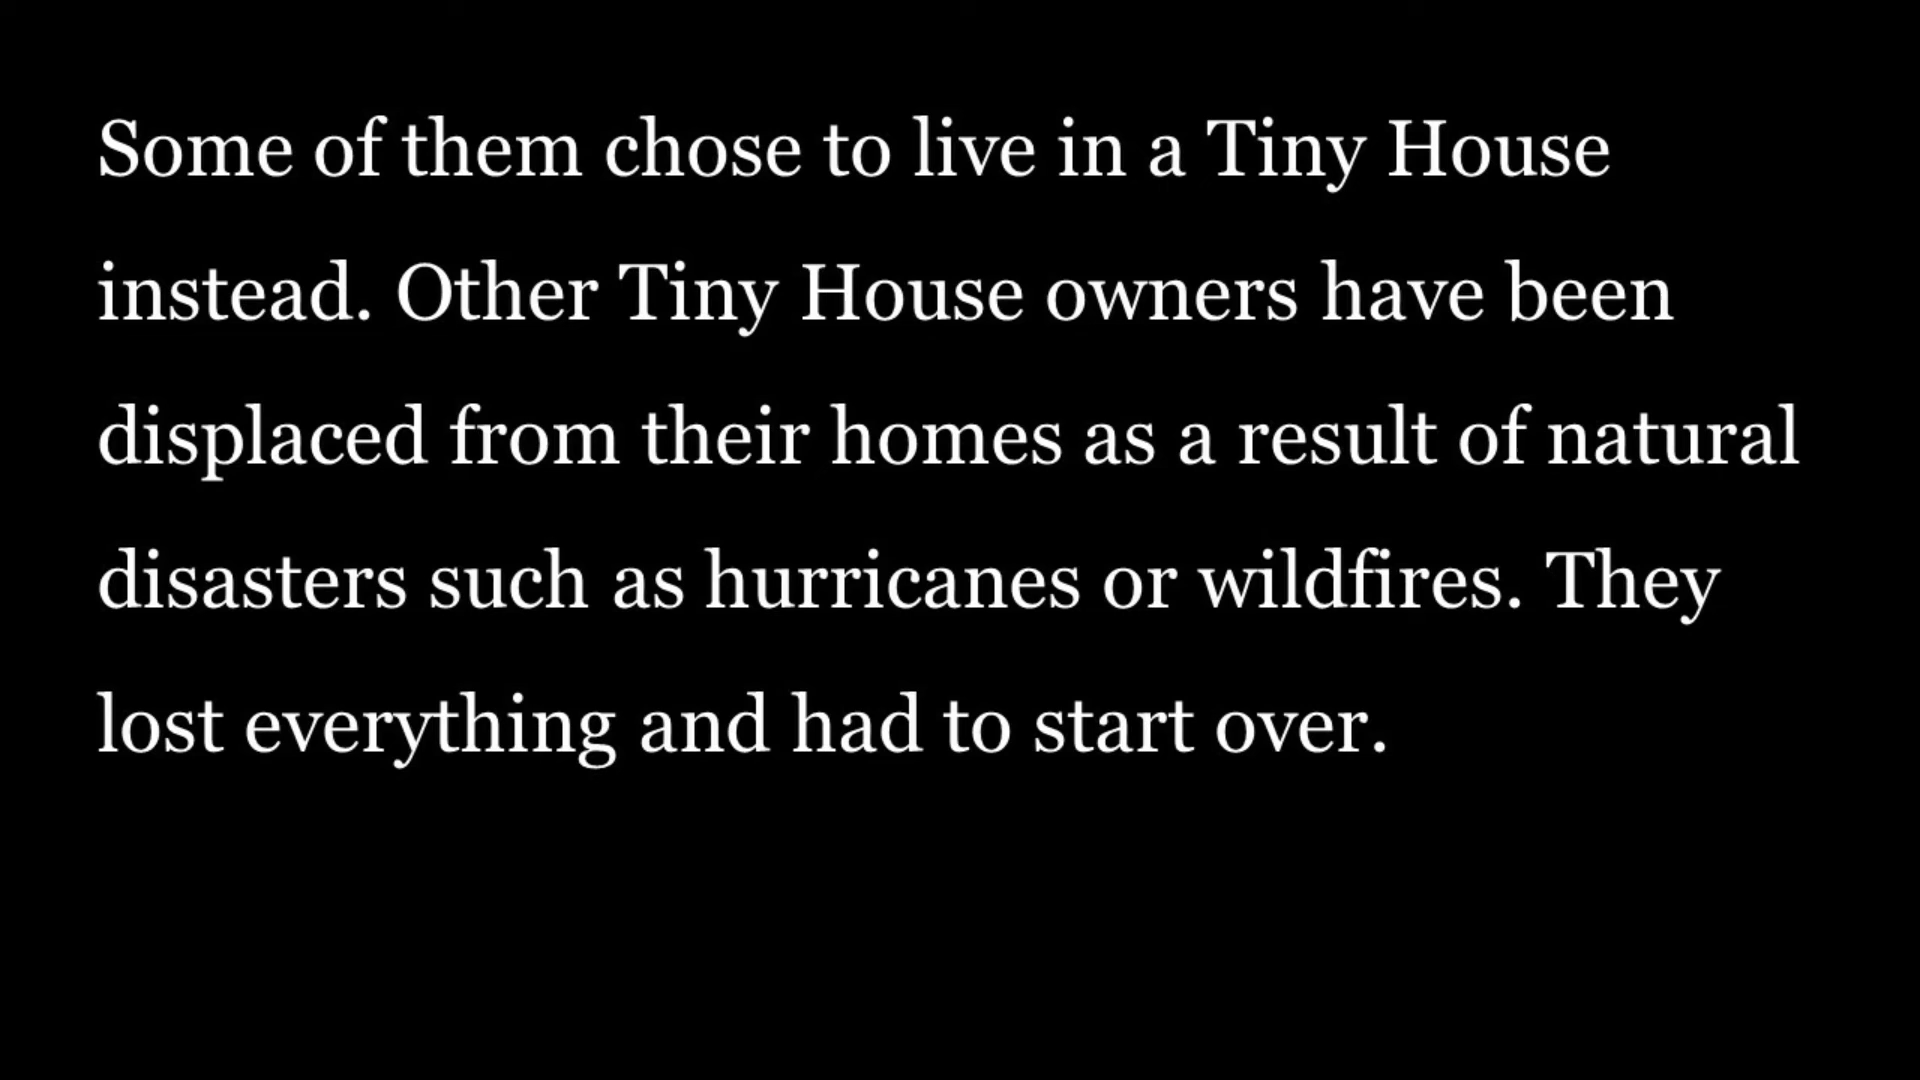 Some of them chose to live in a Tiny House
instead. Other Tiny House owners have been
displaced from their homes as a result of natural
disasters such as hurricanes or wildfires. They
lost everything and had to start over.